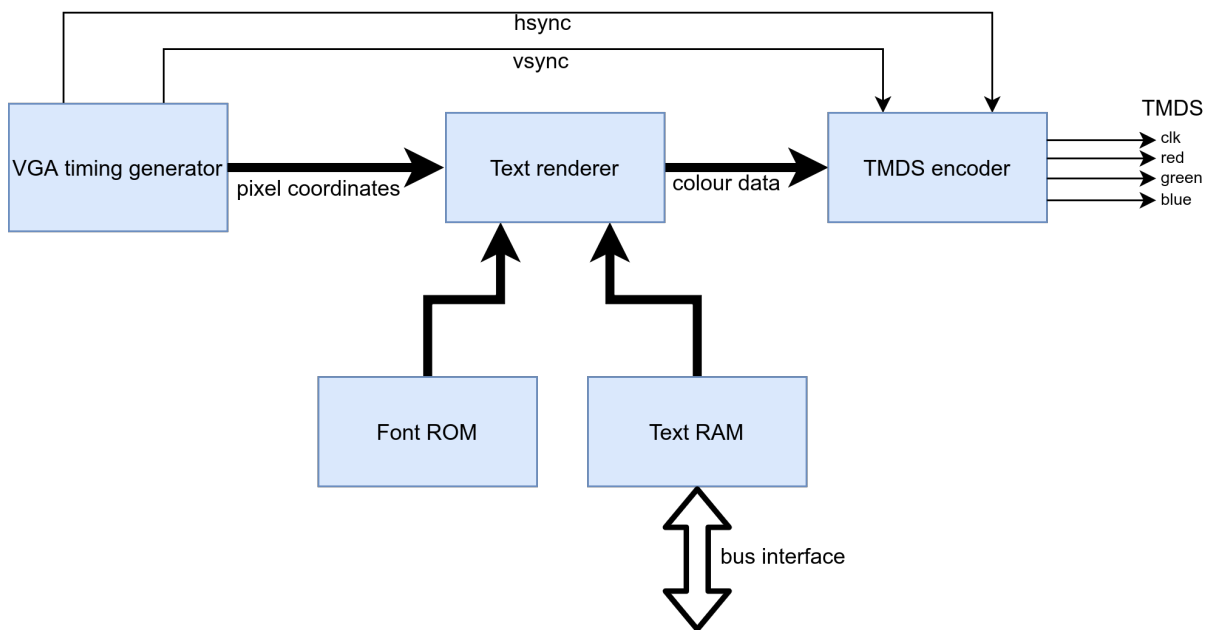 hsync
vsync
TMDS
VGA timing generator
pixel coordinates
Text renderer
colour data
TMDS encoder
clk
red
green
blue
Font ROM
Text RAM
bus interface